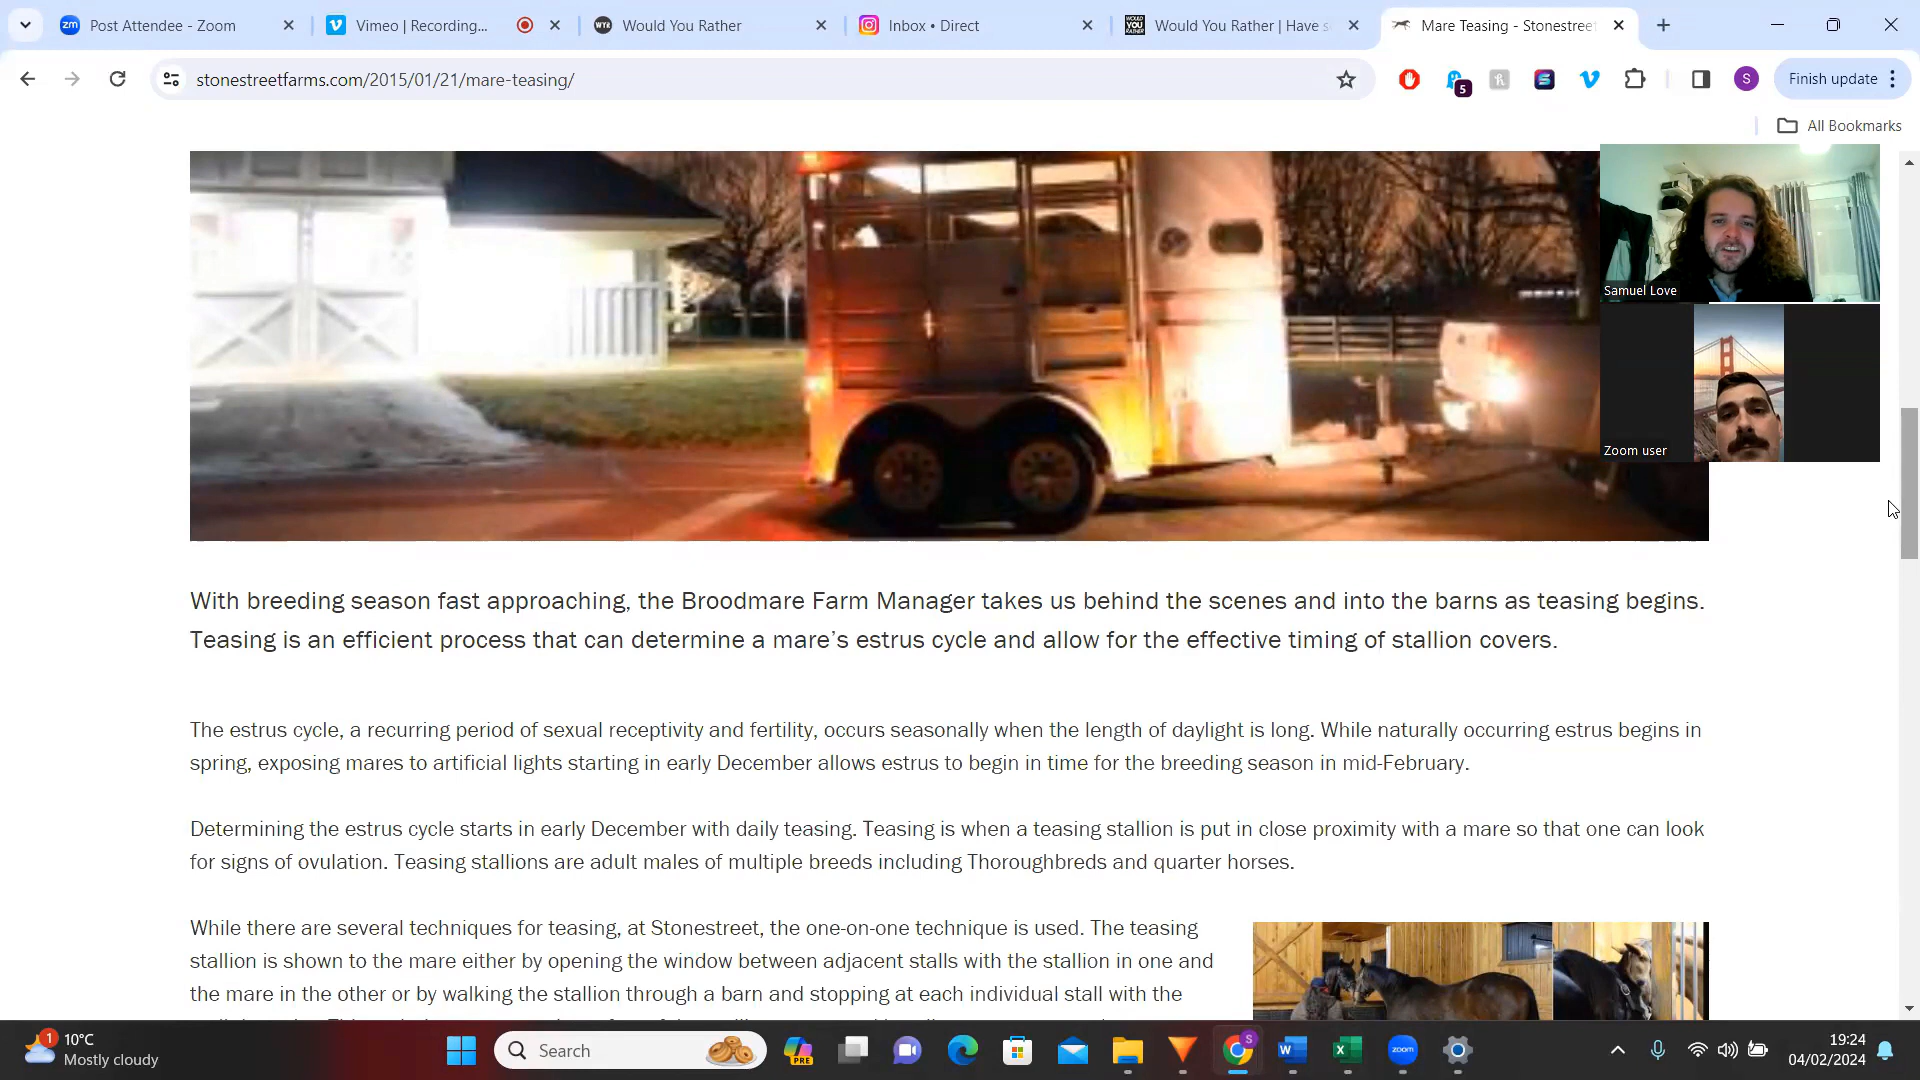 Post Attendee - Zoom
Vimeo | Recording...
Would You Rather
Inbox • Direct
Would You Rather | Have s
Mare Teasing - Stonestreet
stonestreetfarms.com/2015/01/21/mare-teasing/
5
S
Finish update
All Bookmarks
Samuel Love
Zoom user
With breeding season fast approaching, the Broodmare Farm Manager takes us behind the scenes and into the barns as teasing begins.
Teasing is an efficient process that can determine a mare’s estrus cycle and allow for the effective timing of stallion covers.
The estrus cycle, a recurring period of sexual receptivity and fertility, occurs seasonally when the length of daylight is long. While naturally occurring estrus begins in
spring, exposing mares to artificial lights starting in early December allows estrus to begin in time for the breeding season in mid-February.
Determining the estrus cycle starts in early December with daily teasing. Teasing is when a teasing stallion is put in close proximity with a mare so that one can look
for signs of ovulation. Teasing stallions are adult males of multiple breeds including Thoroughbreds and quarter horses.
While there are several techniques for teasing, at Stonestreet, the one-on-one technique is used. The teasing
stallion is shown to the mare either by opening the window between adjacent stalls with the stallion in one and
the mare in the other or by walking the stallion through a barn and stopping at each individual stall with the
1
10°C
Mostly cloudy
Search
PRE
19:24
04/02/2024